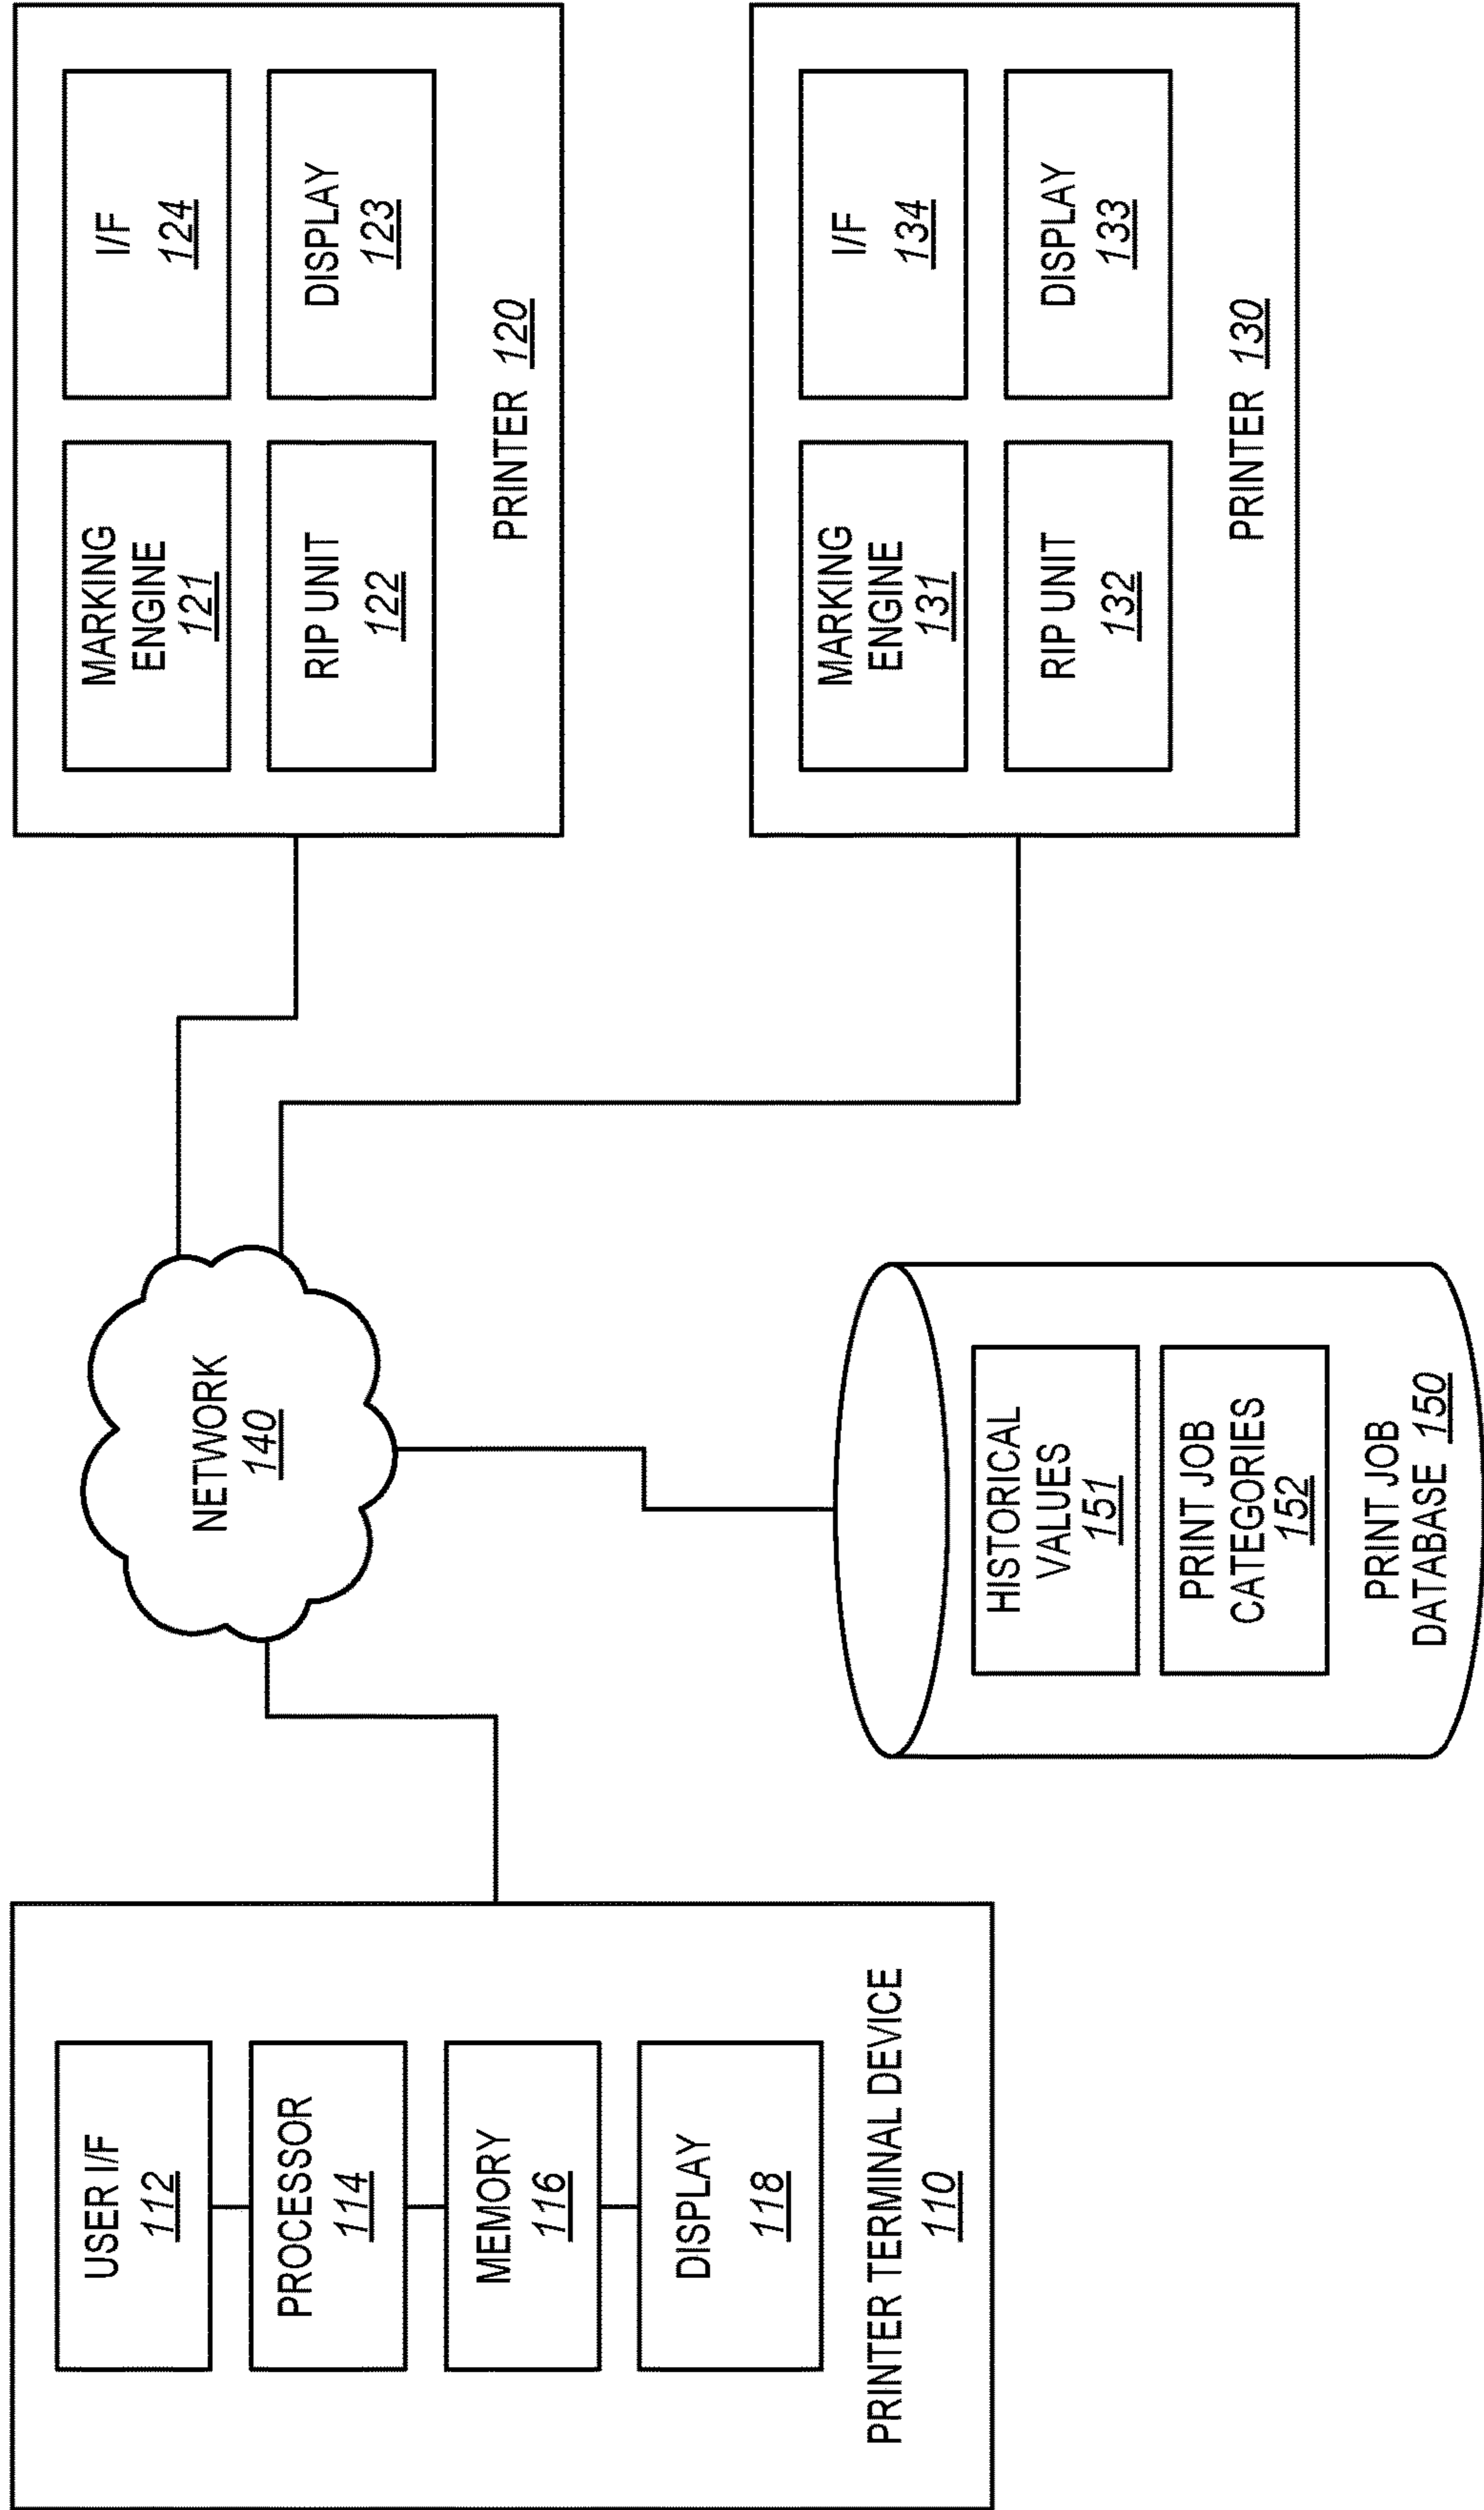 USER I/F
112
PROCESSOR
114
MEMORY
116
DISPLAY
118
PRINTER TERMINAL DEVICE
110
NETWORK
140
HISTORICAL
VALUES
151
PRINT JOB
CATEGORIES
152
PRINT JOB
DATABASE 150
MARKING
ENGINE
121
I/F
124
RIP UNIT
122
DISPLAY
123
PRINTER 120
MARKING
ENGINE
131
I/F
134
RIP UNIT
132
DISPLAY
133
PRINTER 130